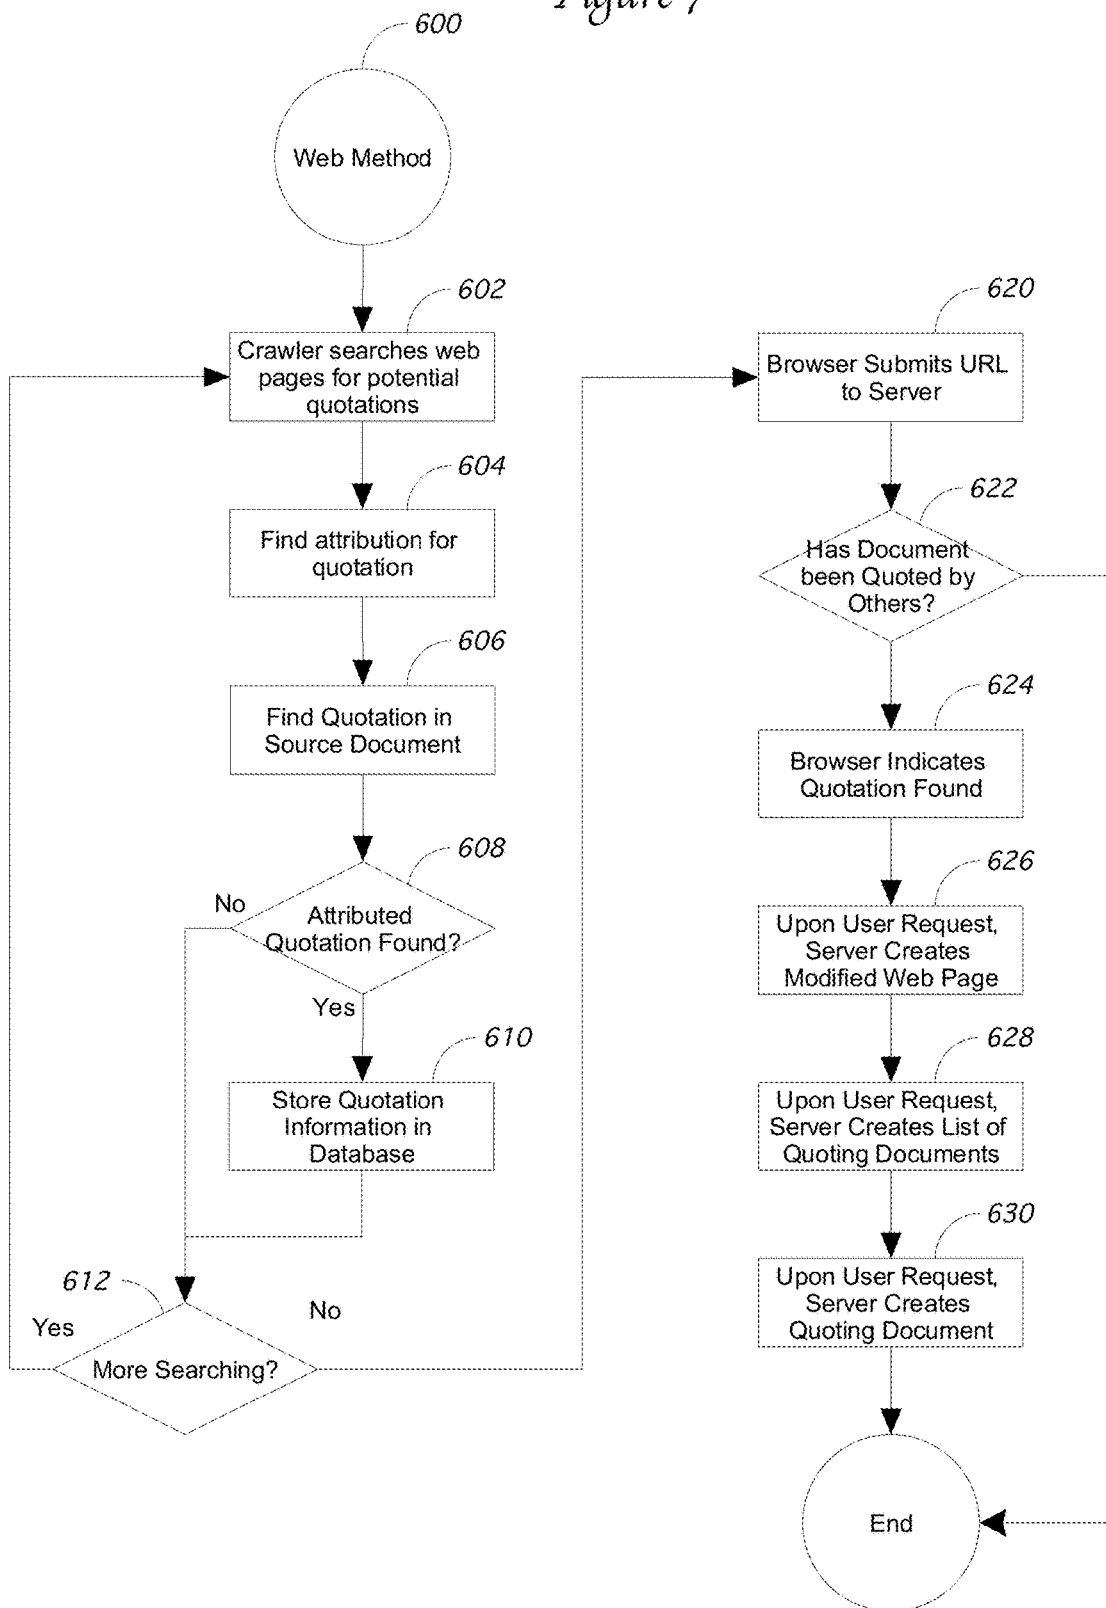 Figure 7
600
Web Method
602
Crawler searches web
pages for potential
quotations
604
Find attribution for
quotation
606
Find Quotation in
Source Document
608
No
Attributed
Quotation Found?
Yes
610
Store Quotation
Information in
Database
612
Yes
No
More Searching?
620
Browser Submits URL
to Server
622
Has Document
been Quoted by
Others?
624
Browser Indicates
Quotation Found
626
Upon User Request,
Server Creates
Modified Web Page
628
Upon User Request,
Server Creates List of
Quoting Documents
630
Upon User Request,
Server Creates
Quoting Document
End